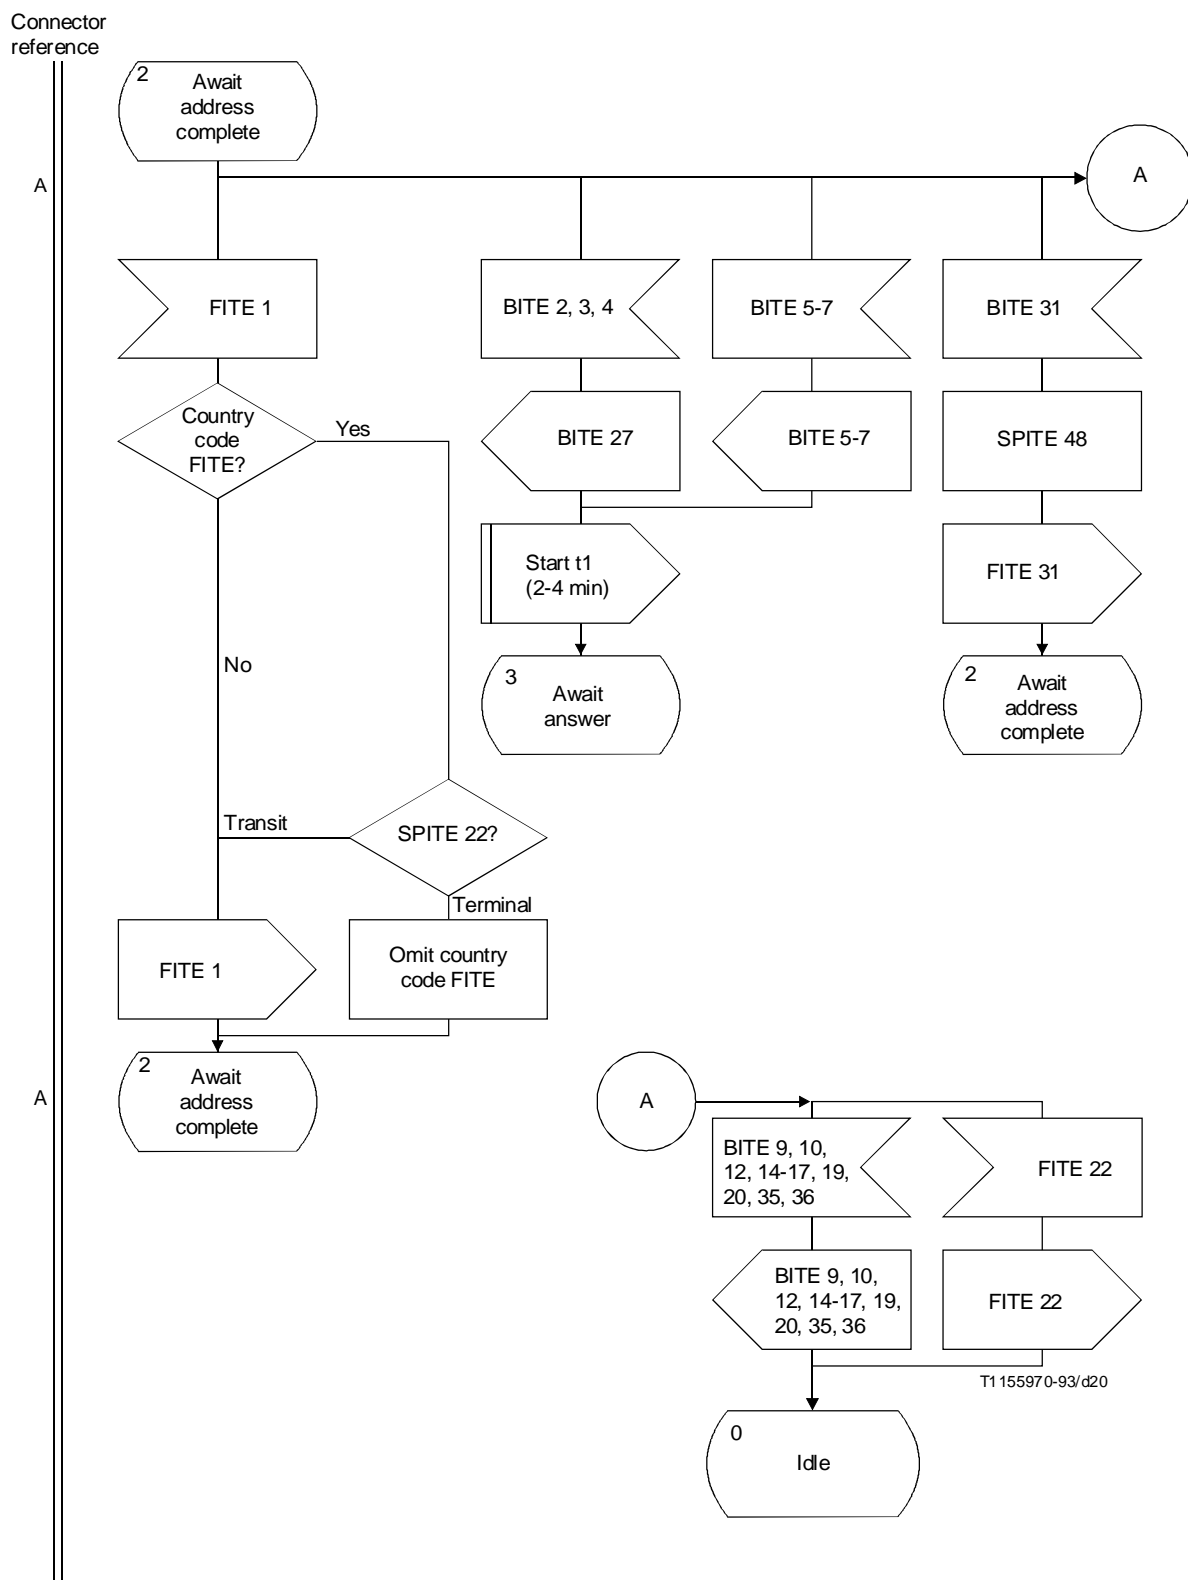 Connector
reference
2
Await
address
complete
A
A
FITE 1
BITE 2, 3, 4
BITE 5-7
BITE 31
Country
code
FITE?
Yes
BITE 27
BITE 5-7
SPITE 48
Start t1
(2-4 min)
FITE 31
No
3
Await
answer
2
Await
address
complete
Transit
SPITE 22?
Terminal
FITE 1
Omit country
code FITE
2
Await
address
complete
A
A
BITE 9, 10,
12, 14-17, 19,
20, 35, 36
FITE 22
BITE 9, 10,
12, 14-17, 19,
20, 35, 36
FITE 22
T1155970-93/d20
0
Idle